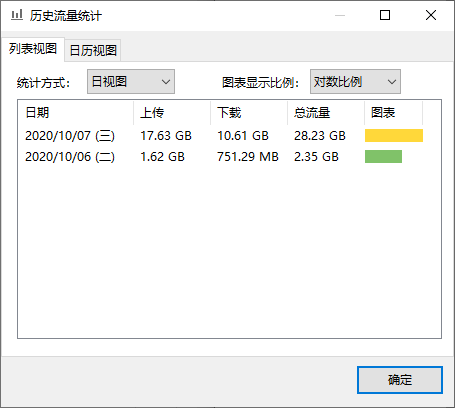 历史流量统计
列表视图 日历视图
统计方式: 日视图 图表显示比例: 对数比例
日期 上传 下载 总流量 图表
2020/10/07 (三) 17.63 GB 10.61 GB 28.23 GB
2020/10/06 (二) 1.62 GB 751.29 MB 2.35 GB
确定